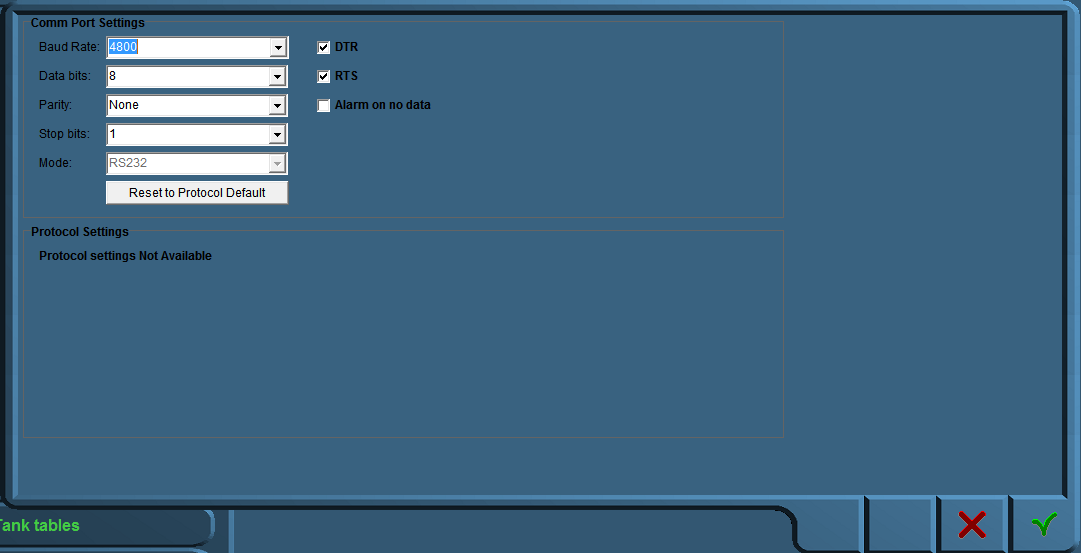 Comm Port Settings
Baud Rate: 4800 DTR
Data bits: 8 RTS
Parity: None Alarm on no data
Stop bits: 1
Mode: RS232
Reset to Protocol Default
Protocol Settings
Protocol settings Not Available
Tank tables